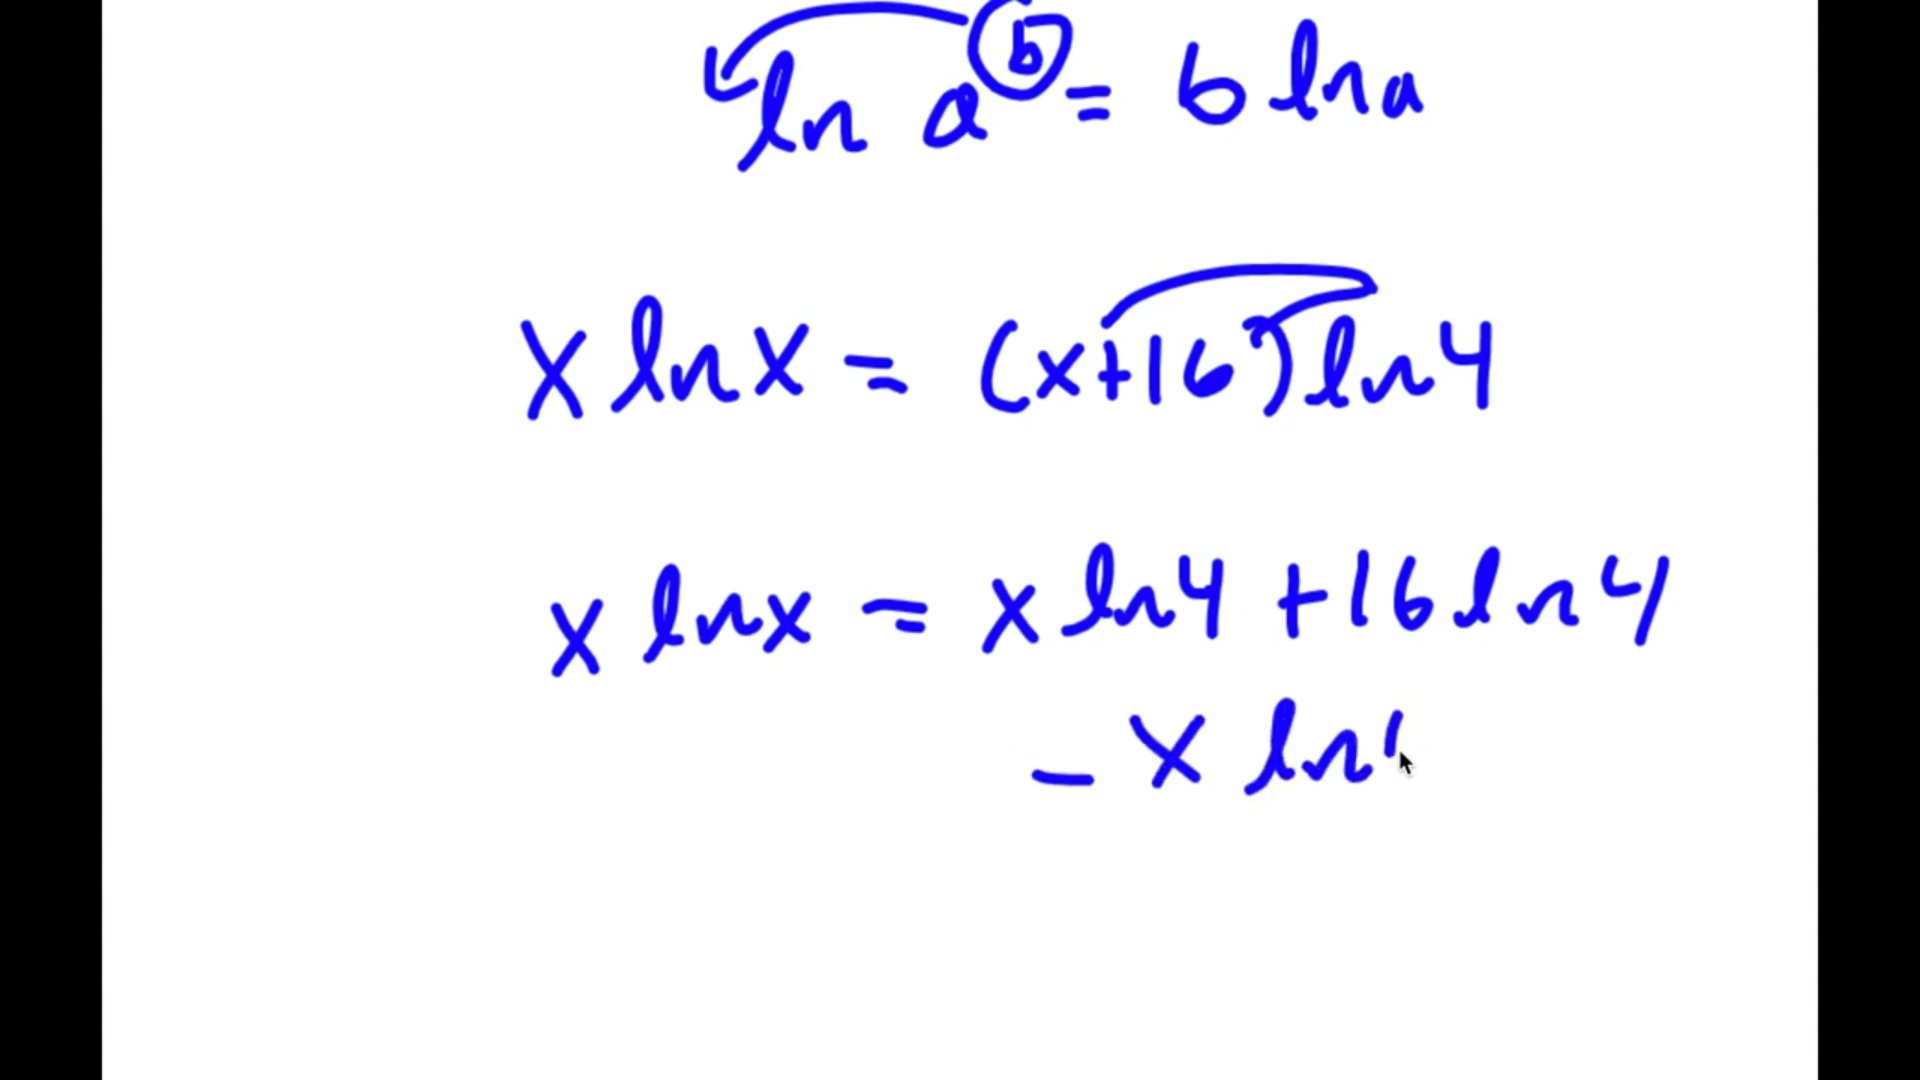 ln a^b = b ln a
x ln x = (x+16) ln 4
x ln x = x ln 4 + 16 ln 4
- x ln